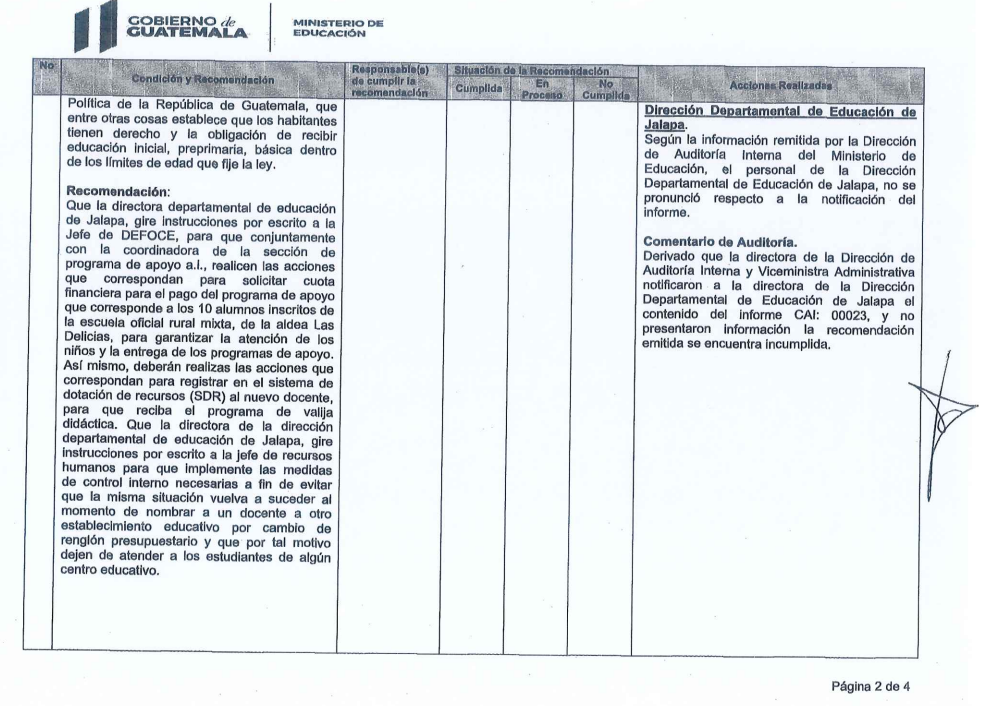 GOBIERNO de
GUATEMALA
MINISTERIO DE
EDUCACIÓN
No
Condición y Recomendación
Responsable(s)
de cumplir la
recomendación
Situación de la Recomendación
Cumplida
En
Proceso
No
Cumplida
Acciones Realizadas
Política de la República de Guatemala, que
entre otras cosas establece que los habitantes
tienen derecho y la obligación de recibir
educación inicial, preprimaria, básica dentro
de los límites de edad que fije la ley.
Recomendación:
Que la directora departamental de educación
de Jalapa, gire instrucciones por escrito a la
Jefe de DEFOCE, para que conjuntamente
con la coordinadora de la sección de
programa de apoyo a.i., realicen las acciones
que correspondan para solicitar cuota
financiera para el pago del programa de apoyo
que corresponde a los 10 alumnos inscritos de
la escuela oficial rural mixta, de la aldea Las
Delicias, para garantizar la atención de los
niños y la entrega de los programas de apoyo.
Así mismo, deberán realizas las acciones que
correspondan para registrar en el sistema de
dotación de recursos (SDR) al nuevo docente,
para que reciba el programa de valija
didáctica. Que la directora de la dirección
departamental de educación de Jalapa, gire
instrucciones por escrito a la jefe de recursos
humanos para que implemente las medidas
de control interno necesarias a fin de evitar
que la misma situación vuelva a suceder al
momento de nombrar a un docente a otro
establecimiento educativo por cambio de
renglón presupuestario y que por tal motivo
dejen de atender a los estudiantes de algún
centro educativo.
Dirección Departamental de Educación de
Jalapa.
Según la información remitida por la Dirección
de Auditoría Interna del Ministerio de
Educación, el personal de la Dirección
Departamental de Educación de Jalapa, no se
pronunció respecto a la notificación del
informe.
Comentario de Auditoría.
Derivado que la directora de la Dirección de
Auditoría Interna y Viceministra Administrativa
notificaron a la directora de la Dirección
Departamental de Educación de Jalapa el
contenido del informe CAI: 00023, y no
presentaron información la recomendación
emitida se encuentra incumplida.
Página 2 de 4